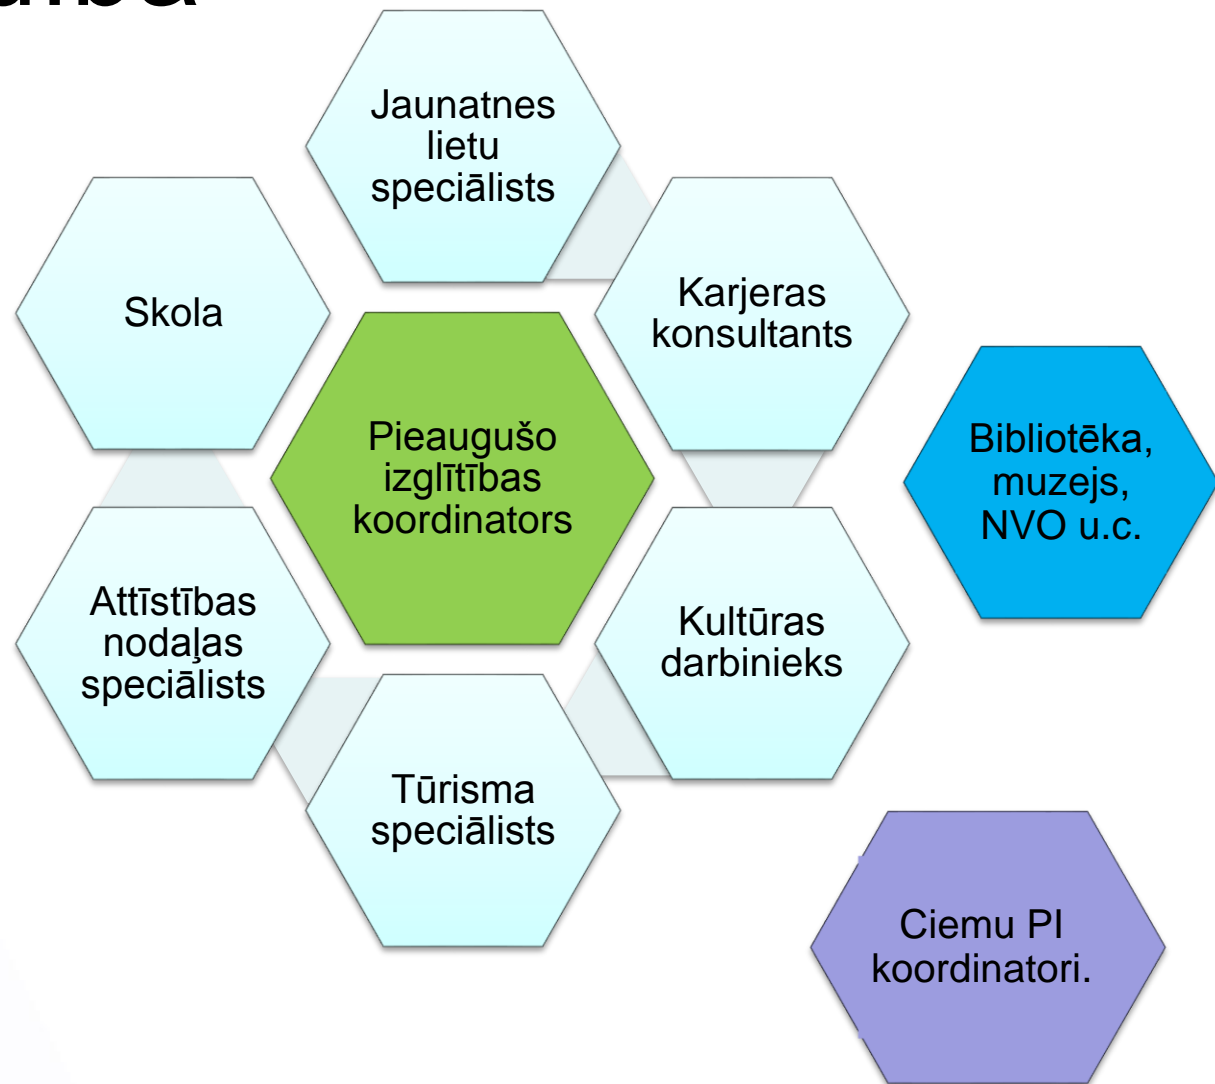 Jaunatnes
lietu
speciālists
Skola
Karjeras
konsultants
Pieaugušo
izglītības
koordinators
Bibliotēka,
muzejs,
NVO u.c.
Attīstības
nodaļas
speciālists
Kultūras
darbinieks
Tūrisma
speciālists
Ciemu PI
koordinatori.